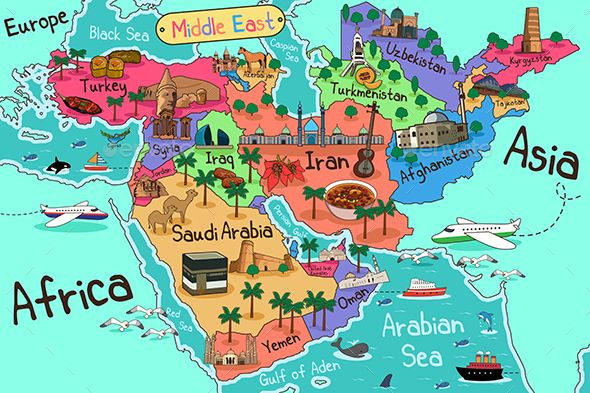 Europe
Black Sea
Middle East
Caspian
Sea
Uzbekistan
Kyrgyzstan
Turkey
Azerbaijan
Turkmenistan
Tajikistan
Syria
Iraq
Iran
Afghanistan
Asia
Jordan
Saudi Arabia
Persian Gulf
United Arab
Emirates
Oman
Africa
Red
Sea
Yemen
Gulf of Aden
Arabian
Sea